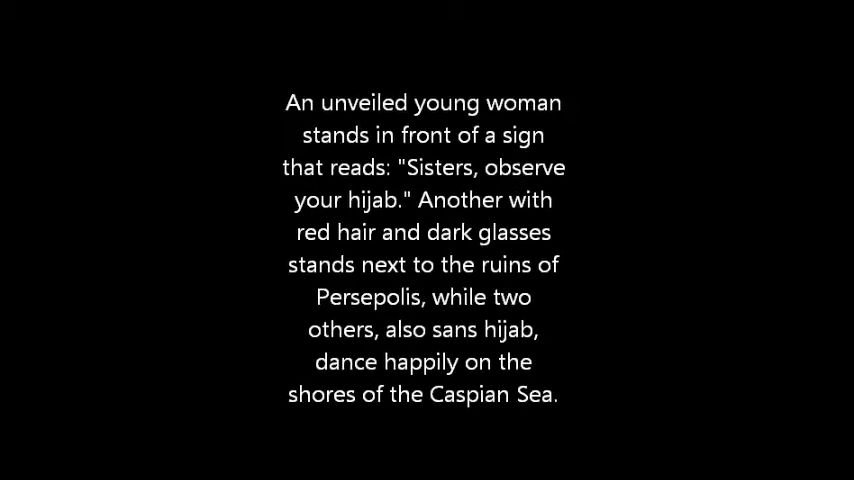 An unveiled young woman
stands in front of a sign
that reads: "Sisters, observe
your hijab." Another with
red hair and dark glasses
stands next to the ruins of
Persepolis, while two
others, also sans hijab,
dance happily on the
shores of the Caspian Sea.